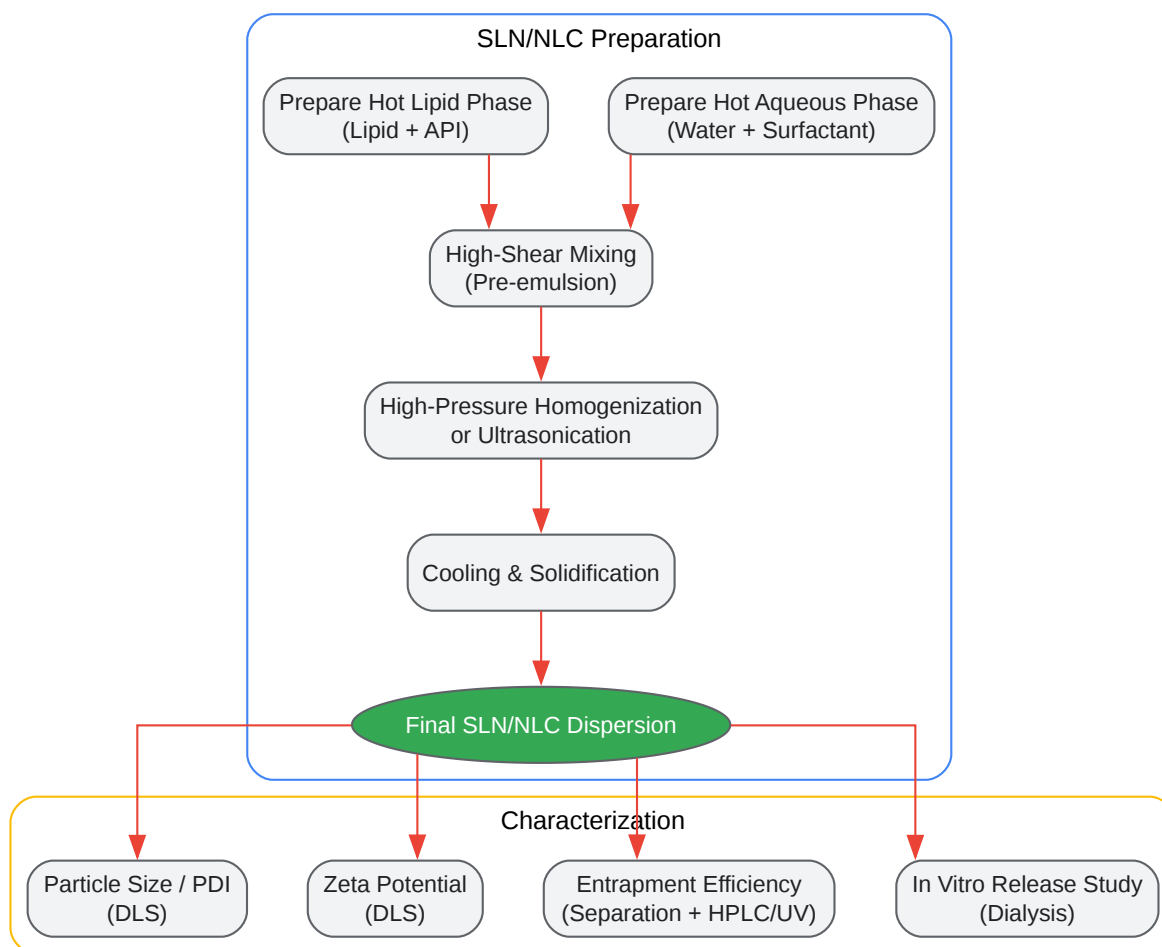 SLN/NLC Preparation
Prepare Hot Lipid Phase
(Lipid + API)
Prepare Hot Aqueous Phase
(Water + Surfactant)
High-Shear Mixing
(Pre-emulsion)
High-Pressure Homogenization
or Ultrasonication
Cooling & Solidification
Final SLN/NLC Dispersion
Characterization
Particle Size / PDI
(DLS)
Zeta Potential
(DLS)
Entrapment Efficiency
(Separation + HPLC/UV)
In Vitro Release Study
(Dialysis)